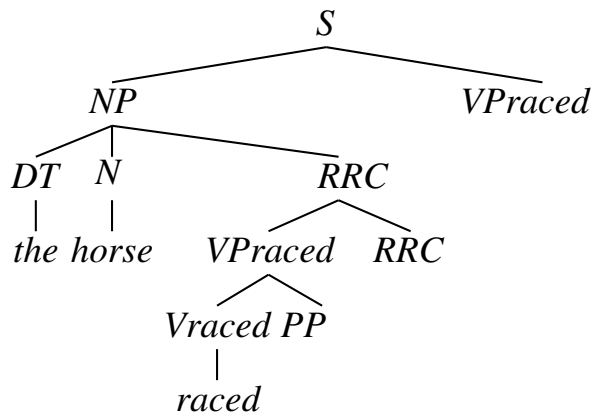 S
NP VPraced
DT N RRC
the horse VPraced RRC
Vraced PP
raced